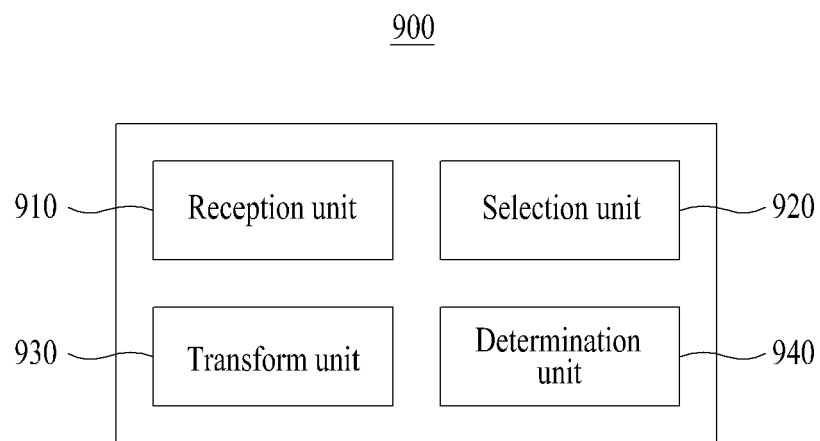 900
910
Reception unit
Selection unit
920
930
Transform unit
Determination
unit
940